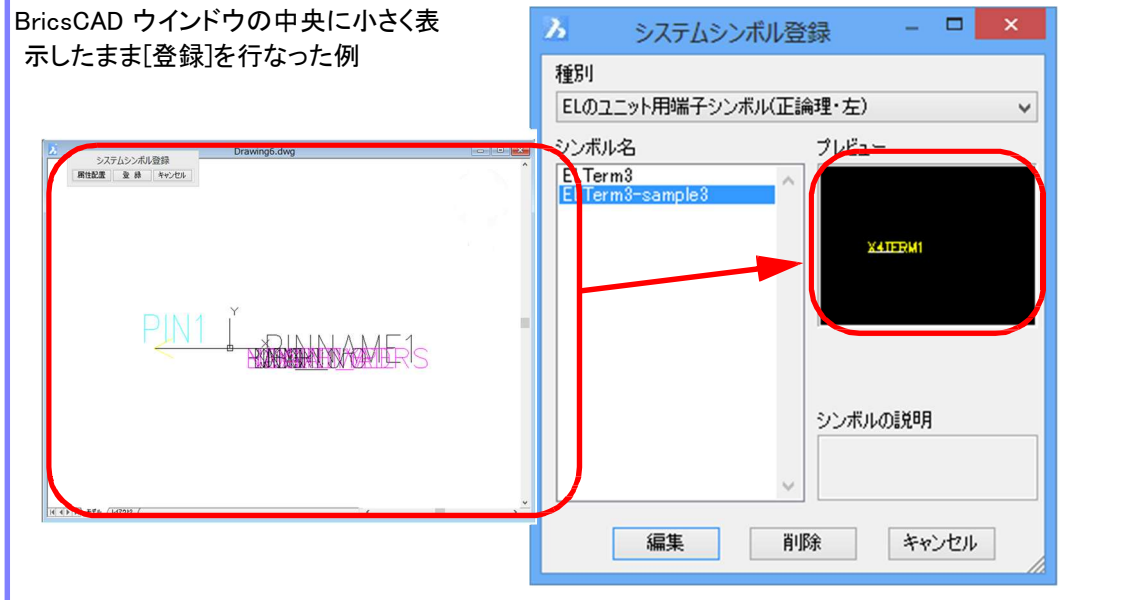 BricsCAD ウインドウの中央に小さく表
示したまま[登録]を行なった例
システムシンボル登録
種別
ELのユニット用端子シンボル(正論理・左)
シンボル名
プレビュー
ELTerm3
ELTerm3-sample3
X4TERM1
シンボルの説明
編集
削除
キャンセル
Drawing6.dwg
システムシンボル登録
属性配置 登 録 キャンセル
PIN1
Y
PINNAME1
モデル